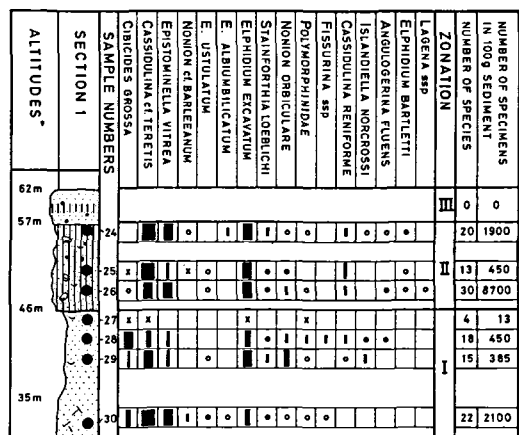 ALTITUDES*
SECTION 1
SAMPLE NUMBERS
CIBICIDES GROSSA
CASSIDULINA cf TERETIS
EPISTOMINELLA VITREA
NONION cf BARLEEANUM
E. USTULATUM
E. ALBIUMBILICATUM
ELPHIDIUM EXCAVATUM
STAINFORTHIA LOEBLICHI
NONION ORBICULARE
POLYMORPHINIDAE
FISSURINA ssp
CASSIDULINA RENIFORME
ISLANDIELLA NORCROSSI
ANGULOGERINA FLUENS
ELPHIDIUM BARTLETTI
LAGENA ssp
ZONATION
NUMBER OF SPECIES
NUMBER OF SPECIMENS
IN 100g SEDIMENT
62m
III 0 0
57m
24 20 1900
25 II 13 450
26 30 8700
46m
27 x x x x 4 13
28 18 450
29 I 15 385
35m
30 22 2100